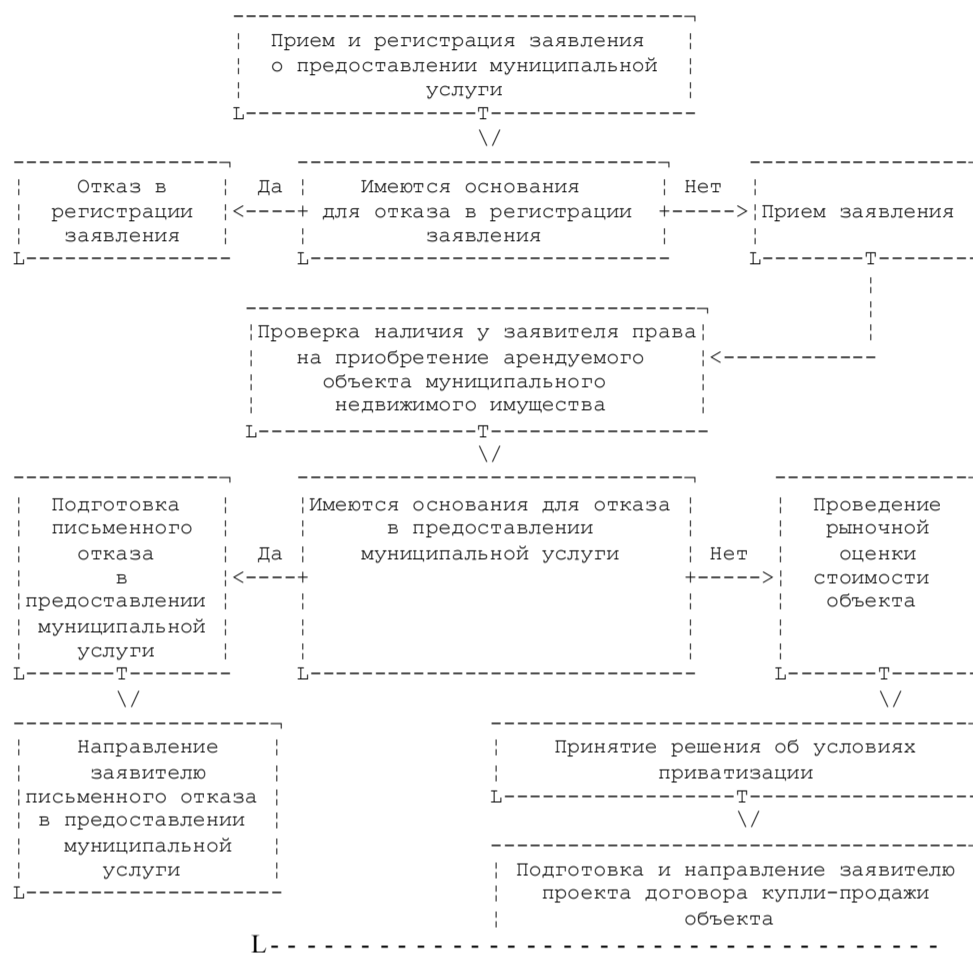 Прием и регистрация заявления
о предоставлении муниципальной
услуги
Отказ в
регистрации
заявления
Да
Имеются основания
для отказа в регистрации
заявления
Нет
Прием заявления
Проверка наличия у заявителя права
на приобретение арендуемого
объекта муниципального
недвижимого имущества
Подготовка
письменного
отказа
в
предоставлении
муниципальной
услуги
Да
Имеются основания для отказа
в предоставлении
муниципальной услуги
Нет
Проведение
рыночной
оценки
стоимости
объекта
Направление
заявителю
письменного отказа
в предоставлении
муниципальной
услуги
Принятие решения об условиях
приватизации
Подготовка и направление заявителю
проекта договора купли-продажи
объекта